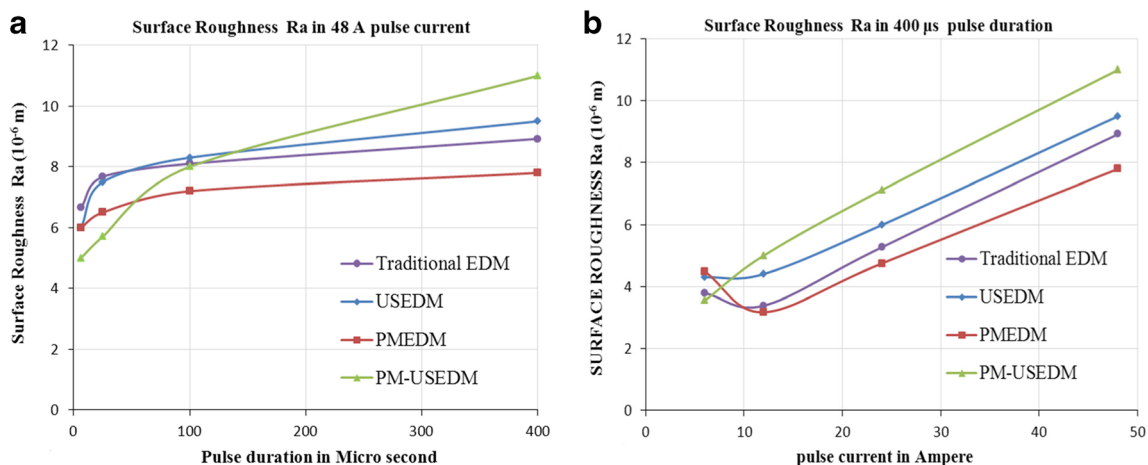 a
Surface Roughness Ra in 48 A pulse current
Surface Roughness Ra (10⁻⁶ m)
12
10
8
6
4
2
0
0 100 200 300 400
Pulse duration in Micro second
Traditional EDM
USEDM
PMEDM
PM-USEDM
b
Surface Roughness Ra in 400 µs pulse duration
SURFACE ROUGHNESS Ra (10⁻⁶ m)
12
10
8
6
4
2
0
0 10 20 30 40 50
pulse current in Ampere
Traditional EDM
USEDM
PMEDM
PM-USEDM